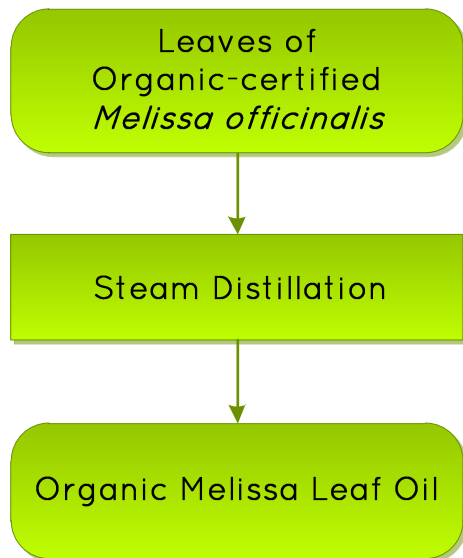 Leaves of
Organic-certified
Melissa officinalis
Steam Distillation
Organic Melissa Leaf Oil